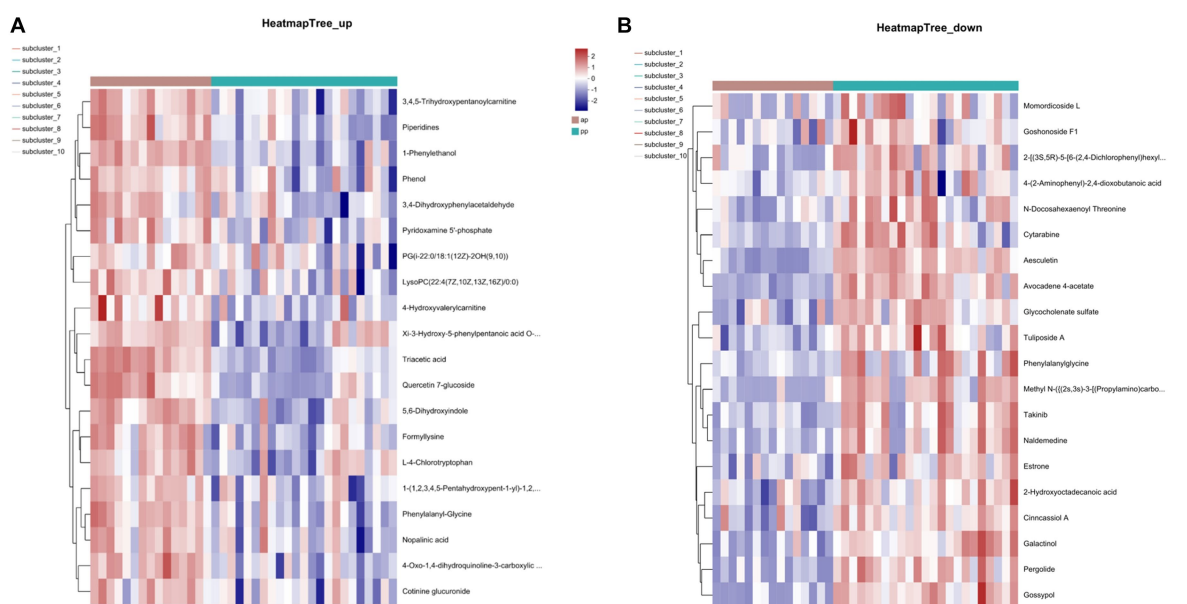 A
HeatmapTree_up
subcluster_1
subcluster_2
subcluster_3
subcluster_4
subcluster_5
subcluster_6
subcluster_7
subcluster_8
subcluster_9
subcluster_10
3,4,5-Trihydroxypentanoylcarnitine
Piperidines
1-Phenylethanol
Phenol
3,4-Dihydroxyphenylacetaldehyde
Pyridoxamine 5'-phosphate
PG(i-22:0/18:1(12Z)-2OH(9,10))
LysoPC(22:4(7Z,10Z,13Z,16Z)/0:0)
4-Hydroxyvalerylcarnitine
Xi-3-Hydroxy-5-phenylpentanoic acid O-...
Triacetic acid
Quercetin 7-glucoside
5,6-Dihydroxyindole
Formyllysine
L-4-Chlorotryptophan
1-(1,2,3,4,5-Pentahydroxypent-1-yl)-1,2,...
Phenylalanyl-Glycine
Nopalinic acid
4-Oxo-1,4-dihydroquinoline-3-carboxylic ...
Cotinine glucuronide
2
1
0
-1
-2
ap
pp
B
HeatmapTree_down
subcluster_1
subcluster_2
subcluster_3
subcluster_4
subcluster_5
subcluster_6
subcluster_7
subcluster_8
subcluster_9
subcluster_10
Momordicoside L
Goshonoside F1
2-[(3S,5R)-5-[6-(2,4-Dichlorophenyl)hexyl...
4-(2-Aminophenyl)-2,4-dioxobutanoic acid
N-Docosahexaenoyl Threonine
Cytarabine
Aesculetin
Avocadene 4-acetate
Glycocholenate sulfate
Tuliposide A
Phenylalanylglycine
Methyl N-({(2s,3s)-3-[(Propylamino)carbo...
Takinib
Naldemedine
Estrone
2-Hydroxyoctadecanoic acid
Cinncassiol A
Galactinol
Pergolide
Gossypol